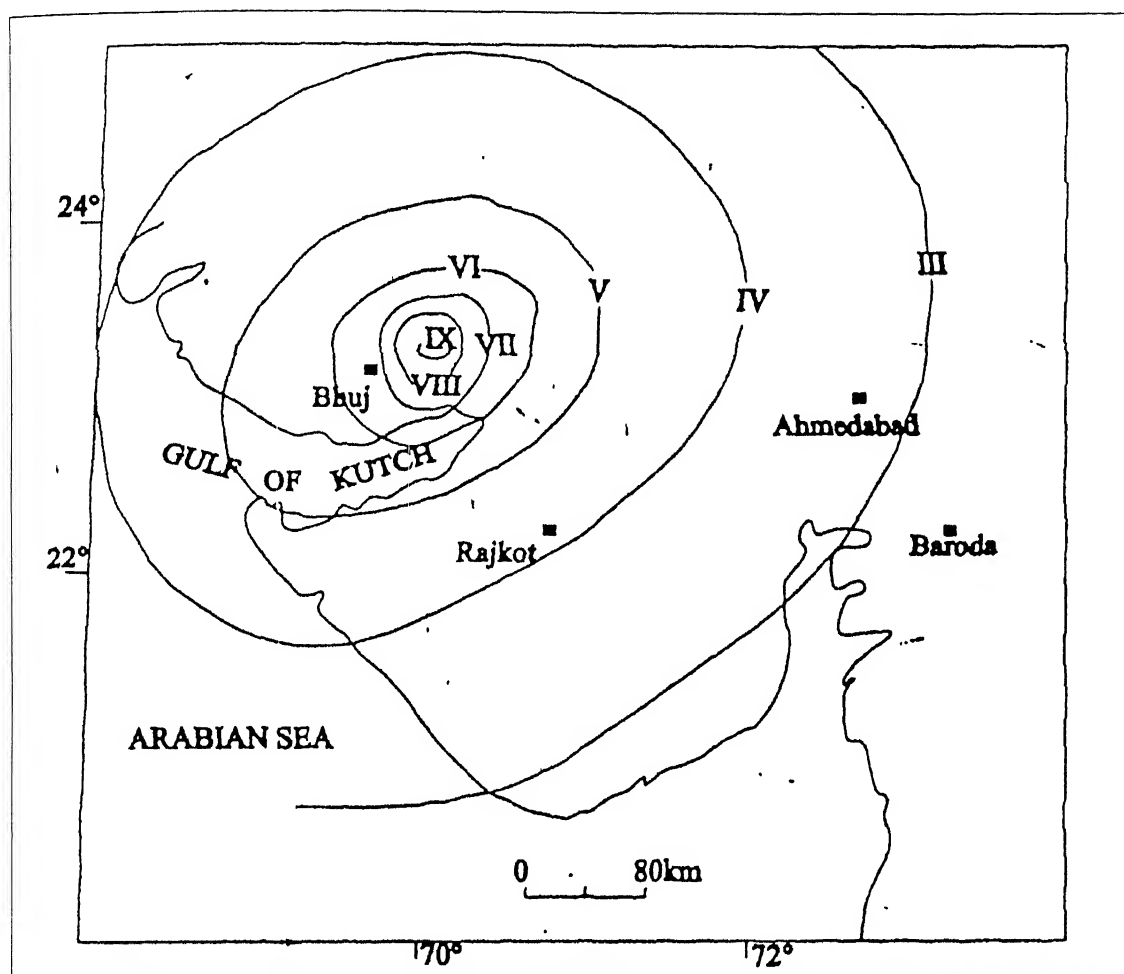 24°
VI
V
IV
III
IX
VII
VIII
Bhuj
Ahmedabad
GULF OF KUTCH
Rajkot
Baroda
22°
ARABIAN SEA
0 80km
70° 72°